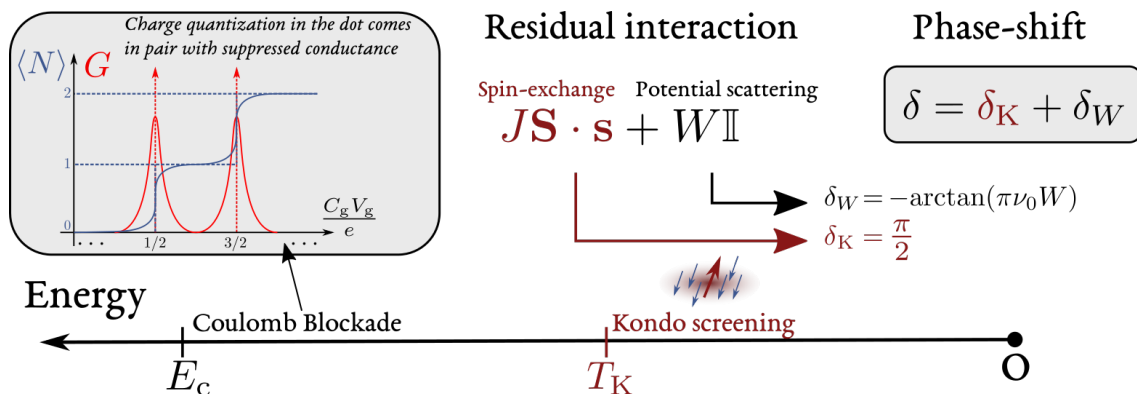 Charge quantization in the dot comes
in pair with suppressed conductance
⟨N⟩ G
2
1
0
1/2 3/2
C_g V_g / e
. . . . . .
Residual interaction
Spin-exchange Potential scattering
JS · s + W𝕀
Phase-shift
δ = δ_K + δ_W
δ_W = −arctan(πν_0W)
δ_K = π/2
Energy
Coulomb Blockade
Kondo screening
E_c
T_K
0